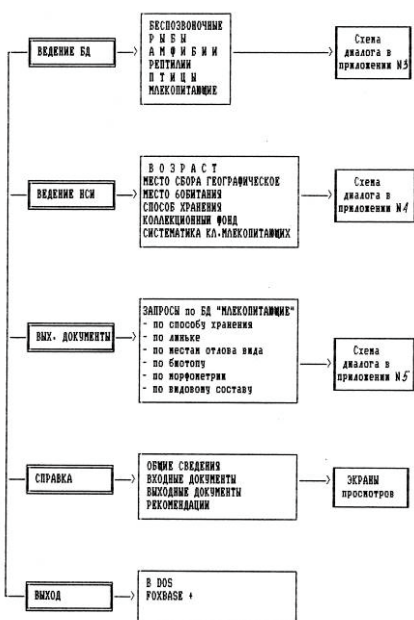 ВЕДЕНИЕ БД
БЕСПОЗВОНОЧНЫЕ
Р Ы Б Ы
А М Ф И Б И И
РЕПТИЛИИ
П Т И Ц Ы
МЛЕКОПИТАЮЩИЕ
Схема
диалога в
приложении №3
ВЕДЕНИЕ НСИ
В О З Р А С Т
МЕСТО СБОРА ГЕОГРАФИЧЕСКОЕ
МЕСТО ОБИТАНИЯ
СПОСОБ ХРАНЕНИЯ
КОЛЛЕКЦИОННЫЙ ФОНД
СИСТЕМАТИКА КЛ.МЛЕКОПИТАЮЩИХ
Схема
диалога в
приложении №4
ВЫХ. ДОКУМЕНТЫ
ЗАПРОСЫ по БД "МЛЕКОПИТАЮЩИЕ"
- по способу хранения
- по линьке
- по местам отлова вида
- по биотопу
- по морфометрии
- по видовому составу
Схема
диалога в
приложении №5
СПРАВКА
ОБЩИЕ СВЕДЕНИЯ
ВХОДНЫЕ ДОКУМЕНТЫ
ВЫХОДНЫЕ ДОКУМЕНТЫ
РЕКОМЕНДАЦИИ
ЭКРАНЫ
просмотров
ВЫХОД
В DOS
FOXBASE +